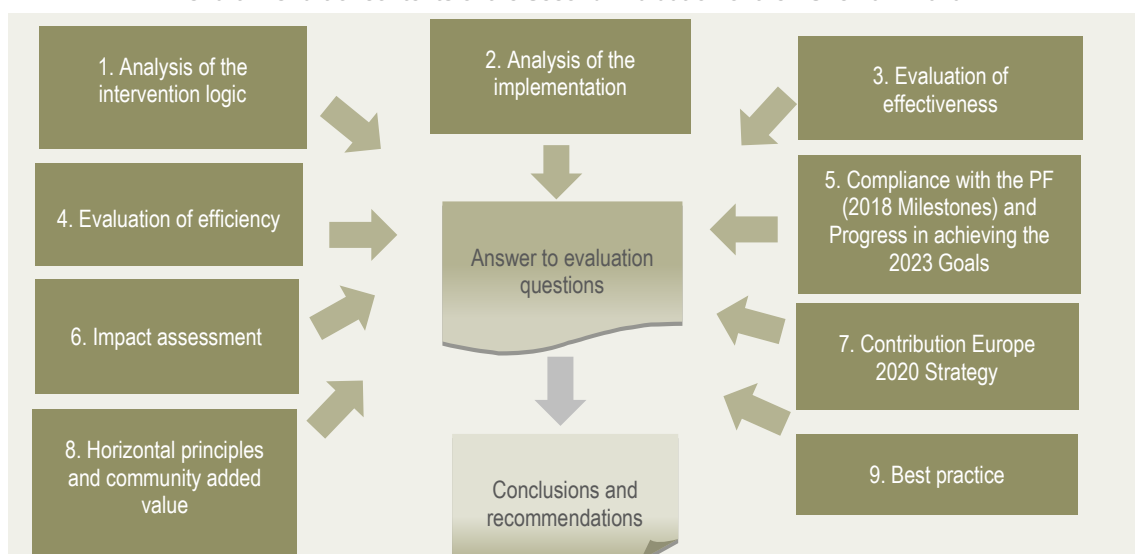 1. Analysis of the
intervention logic
2. Analysis of the
implementation
3. Evaluation of
effectiveness
4. Evaluation of efficiency
5. Compliance with the PF
(2018 Milestones) and
Progress in achieving the
2023 Goals
Answer to evaluation
questions
6. Impact assessment
7. Contribution Europe
2020 Strategy
8. Horizontal principles
and community added
value
9. Best practice
Conclusions and
recommendations